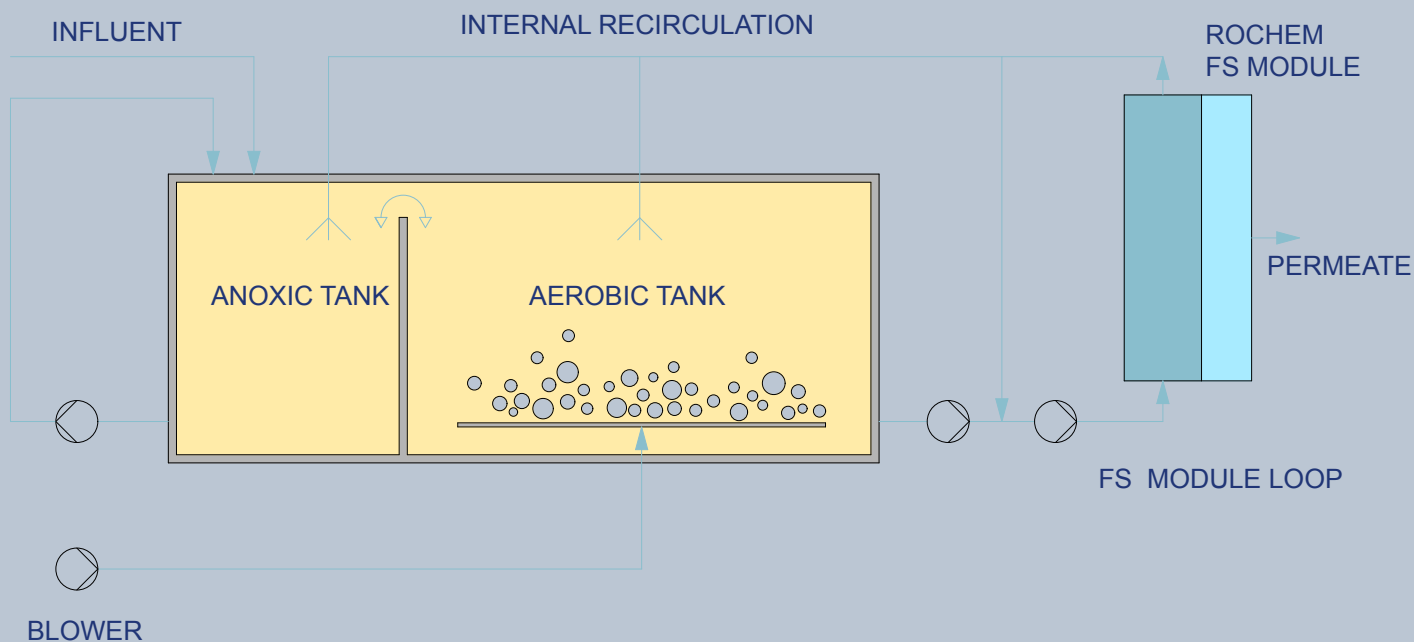 INFLUENT
INTERNAL RECIRCULATION
ROCHEM
FS MODULE
PERMEATE
ANOXIC TANK
AEROBIC TANK
FS MODULE LOOP
BLOWER